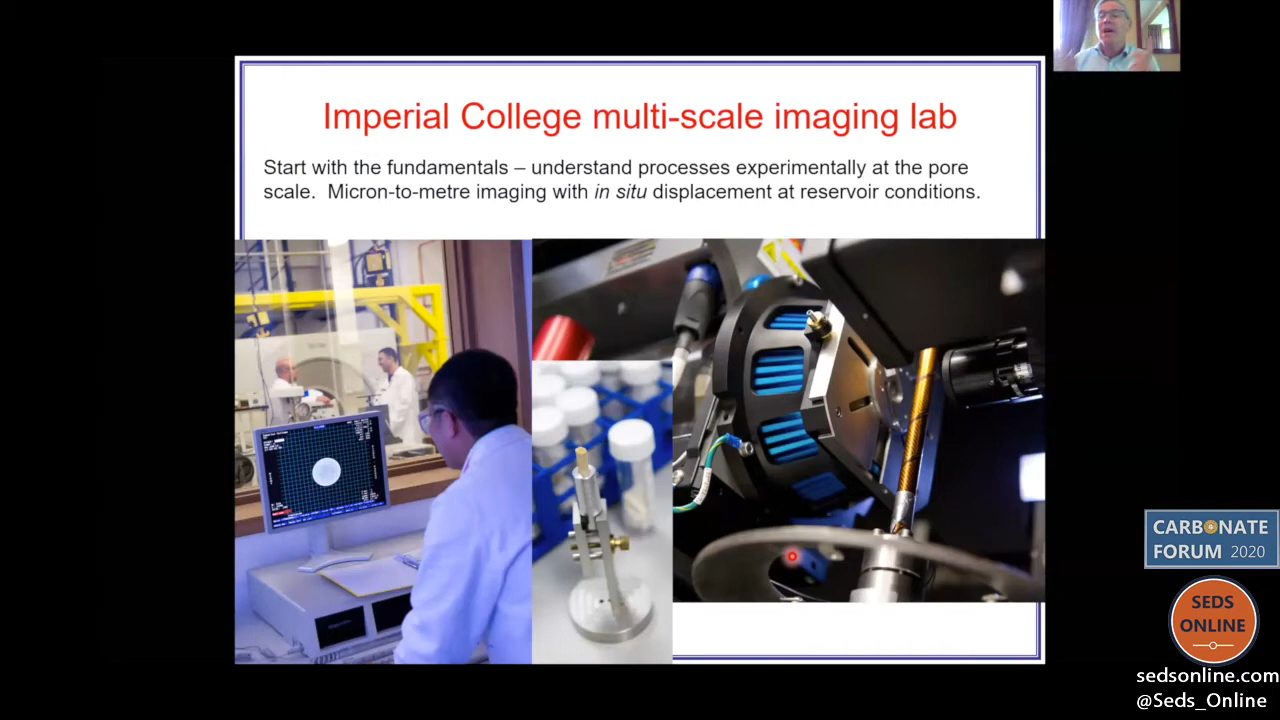 Imperial College multi-scale imaging lab
Start with the fundamentals – understand processes experimentally at the pore
scale.  Micron-to-metre imaging with in situ displacement at reservoir conditions.
CARBONATE
FORUM 2020
SEDS
ONLINE
sedsonline.com
@Seds_Online